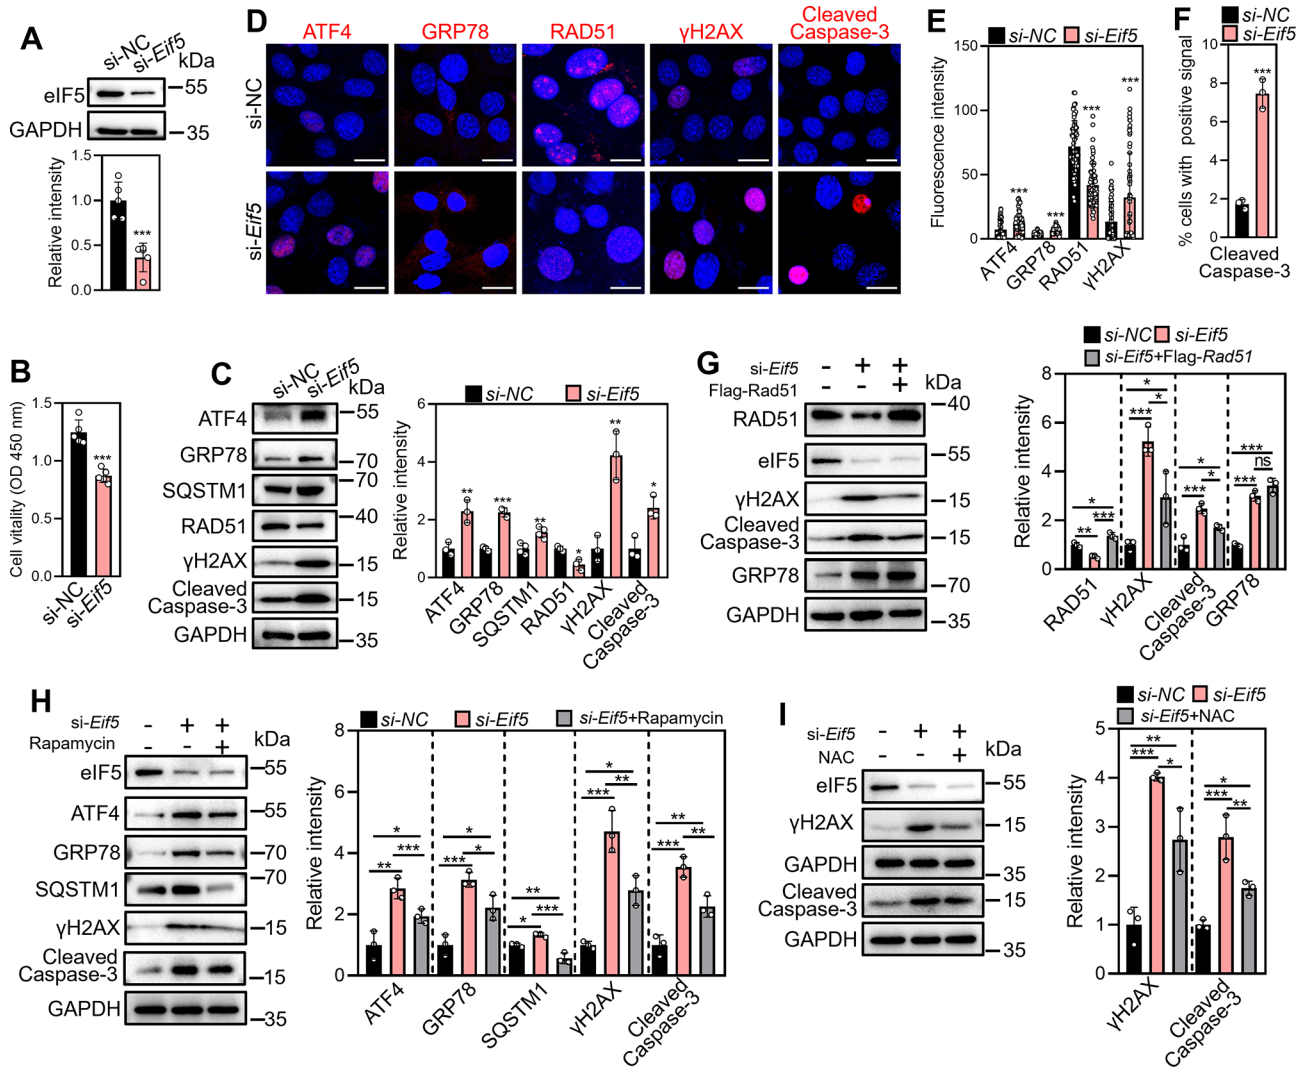 A
si-NC
si-Eif5
kDa
eIF5
55
GAPDH
35
Relative intensity
1.5
1.0
0.5
0.0
***
B
Cell vitality (OD 450 nm)
1.5
1.0
0.5
0.0
***
si-NC
si-Eif5
C
si-NC
si-Eif5
kDa
ATF4
55
GRP78
70
SQSTM1
70
RAD51
40
γH2AX
15
Cleaved
Caspase-3
15
GAPDH
35
si-NC
si-Eif5
Relative intensity
6
4
2
0
**
***
**
*
**
*
ATF4
GRP78
SQSTM1
RAD51
γH2AX
Cleaved
Caspase-3
D
ATF4
GRP78
RAD51
γH2AX
Cleaved
Caspase-3
si-NC
si-Eif5
E
si-NC
si-Eif5
Fluorescence intensity
150
100
50
0
***
***
***
***
ATF4
GRP78
RAD51
γH2AX
F
si-NC
si-Eif5
% cells with positive signal
10
8
6
4
2
0
***
Cleaved
Caspase-3
G
si-Eif5 - + +
Flag-Rad51 - - +
kDa
RAD51
40
eIF5
55
γH2AX
15
Cleaved
Caspase-3
15
GRP78
70
GAPDH
35
si-NC
si-Eif5
si-Eif5+Flag-Rad51
Relative intensity
8
6
4
2
0
*
** ***
*
*
***
*
*
***
***
ns
***
RAD51
γH2AX
Cleaved
Caspase-3
GRP78
H
si-Eif5 - + +
Rapamycin - - +
kDa
eIF5
55
ATF4
55
GRP78
70
SQSTM1
70
γH2AX
15
Cleaved
Caspase-3
15
GAPDH
35
si-NC
si-Eif5
si-Eif5+Rapamycin
Relative intensity
8
6
4
2
0
*
***
**
*
*
***
**
***
*
*
**
***
**
**
***
ATF4
GRP78
SQSTM1
γH2AX
Cleaved
Caspase-3
I
si-Eif5 - + +
NAC - - +
kDa
eIF5
55
γH2AX
15
GAPDH
35
Cleaved
Caspase-3
15
GAPDH
35
si-NC
si-Eif5
si-Eif5+NAC
Relative intensity
5
4
3
2
1
0
**
***
*
*
***
**
γH2AX
Cleaved
Caspase-3